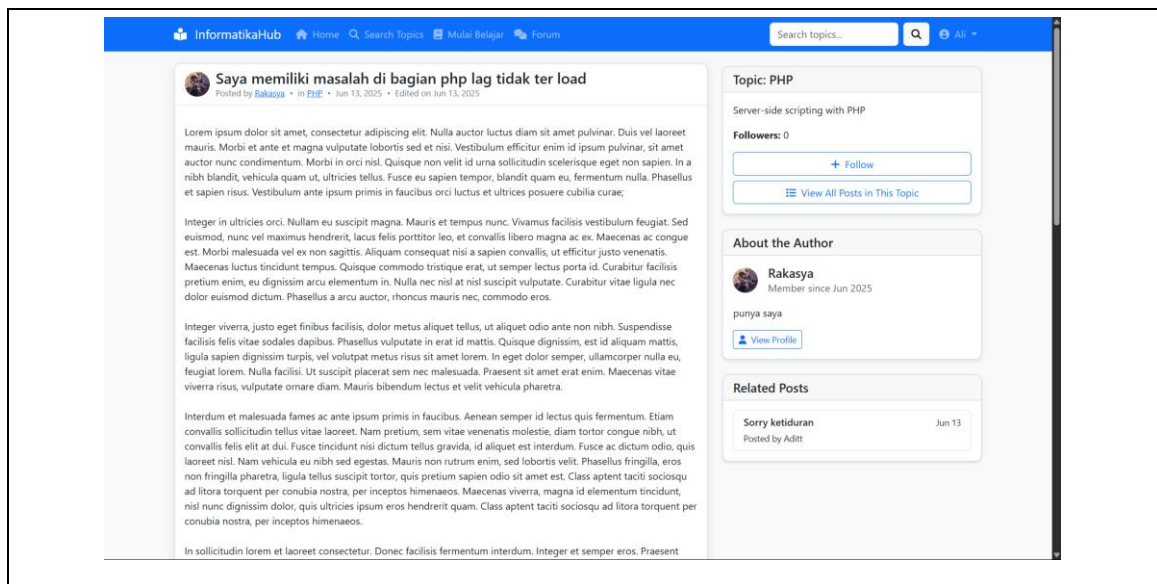 InformatikaHub Home Search Topics Mulai Belajar Forum Search topics... Ali
Saya memiliki masalah di bagian php lag tidak ter load
Posted by Rakasya • in PHP • Jun 13, 2025 • Edited on Jun 13, 2025
Lorem ipsum dolor sit amet, consectetur adipiscing elit. Nulla auctor luctus diam sit amet pulvinar. Duis vel laoreet
mauris. Morbi et ante et magna vulputate lobortis sed et nisi. Vestibulum efficitur enim id ipsum pulvinar, sit amet
auctor nunc condimentum. Morbi in orci nisl. Quisque non velit id urna sollicitudin scelerisque eget non sapien. In a
nibh blandit, vehicula quam ut, ultricies tellus. Fusce eu sapien tempor, blandit quam eu, fermentum nulla. Phasellus
et sapien risus. Vestibulum ante ipsum primis in faucibus orci luctus et ultrices posuere cubilia curae;
Integer in ultricies orci. Nullam eu suscipit magna. Mauris et tempus nunc. Vivamus facilisis vestibulum feugiat. Sed
euismod, nunc vel maximus hendrerit, lacus felis porttitor leo, et convallis libero magna ac ex. Maecenas ac congue
est. Morbi malesuada vel ex non sagittis. Aliquam consequat nisi a sapien convallis, ut efficitur justo venenatis.
Maecenas luctus tincidunt tempus. Quisque commodo tristique erat, ut semper lectus porta id. Curabitur facilisis
pretium enim, eu dignissim arcu elementum in. Nulla nec nisl at nisl suscipit vulputate. Curabitur vitae ligula nec
dolor euismod dictum. Phasellus a arcu auctor, rhoncus mauris nec, commodo eros.
Integer viverra, justo eget finibus facilisis, dolor metus aliquet tellus, ut aliquet odio ante non nibh. Suspendisse
facilisis felis vitae sodales dapibus. Phasellus vulputate in erat id mattis. Quisque dignissim, est id aliquam mattis,
ligula sapien dignissim turpis, vel volutpat metus risus sit amet lorem. In eget dolor semper, ullamcorper nulla eu,
feugiat lorem. Nulla facilisi. Ut suscipit placerat sem nec malesuada. Praesent sit amet erat enim. Maecenas vitae
viverra risus, vulputate ornare diam. Mauris bibendum lectus et velit vehicula pharetra.
Interdum et malesuada fames ac ante ipsum primis in faucibus. Aenean semper id lectus quis fermentum. Etiam
convallis sollicitudin tellus vitae laoreet. Nam pretium, sem vitae venenatis molestie, diam tortor congue nibh, ut
convallis felis elit at dui. Fusce tincidunt nisi dictum tellus gravida, id aliquet est interdum. Fusce ac dictum odio, quis
laoreet nisl. Nam vehicula eu nibh sed egestas. Mauris non rutrum enim, sed lobortis velit. Phasellus fringilla, eros
non fringilla pharetra, ligula tellus suscipit tortor, quis pretium sapien odio sit amet est. Class aptent taciti sociosqu
ad litora torquent per conubia nostra, per inceptos himenaeos. Maecenas viverra, magna id elementum tincidunt,
nisl nunc dignissim dolor, quis ultricies ipsum eros hendrerit quam. Class aptent taciti sociosqu ad litora torquent per
conubia nostra, per inceptos himenaeos.
In sollicitudin lorem et laoreet consectetur. Donec facilisis fermentum interdum. Integer et semper eros. Praesent
Topic: PHP
Server-side scripting with PHP
Followers: 0
+ Follow
View All Posts in This Topic
About the Author
Rakasya
Member since Jun 2025
punya saya
View Profile
Related Posts
Sorry ketiduran Jun 13
Posted by Aditt